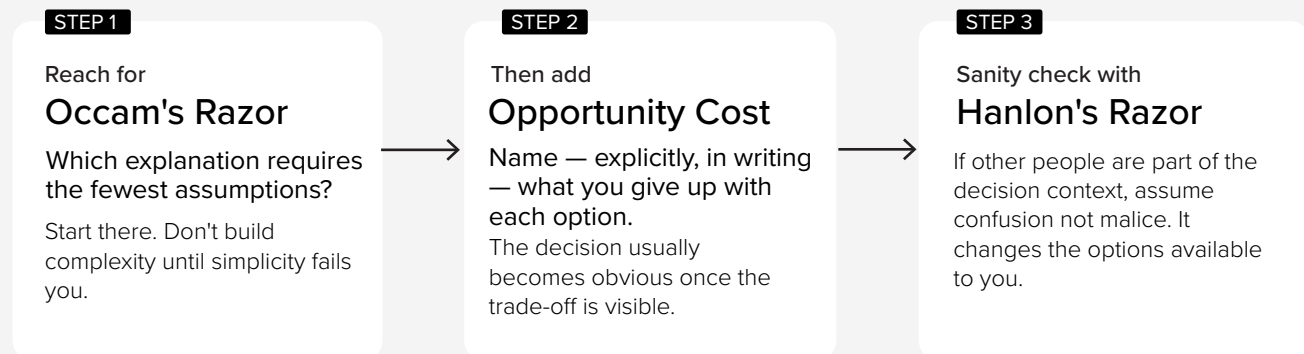 STEP 1
Reach for
Occam's Razor
Which explanation requires
the fewest assumptions?
Start there. Don't build
complexity until simplicity fails
you.
STEP 2
Then add
Opportunity Cost
Name — explicitly, in writing
— what you give up with
each option.
The decision usually
becomes obvious once the
trade-off is visible.
STEP 3
Sanity check with
Hanlon's Razor
If other people are part of the
decision context, assume
confusion not malice. It
changes the options available
to you.